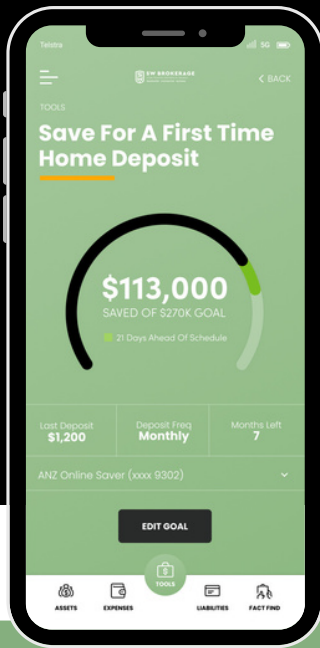 Telstra
5G
EW BROKERAGE
< BACK
TOOLS
Save For A First Time
Home Deposit
$113,000
SAVED OF $270K GOAL
21 Days Ahead Of Schedule
Last Deposit
$1,200
Deposit Freq
Monthly
Months Left
7
ANZ Online Saver (xxxx 9302)
EDIT GOAL
ASSETS
EXPENSES
TOOLS
LIABILITIES
FACT FIND